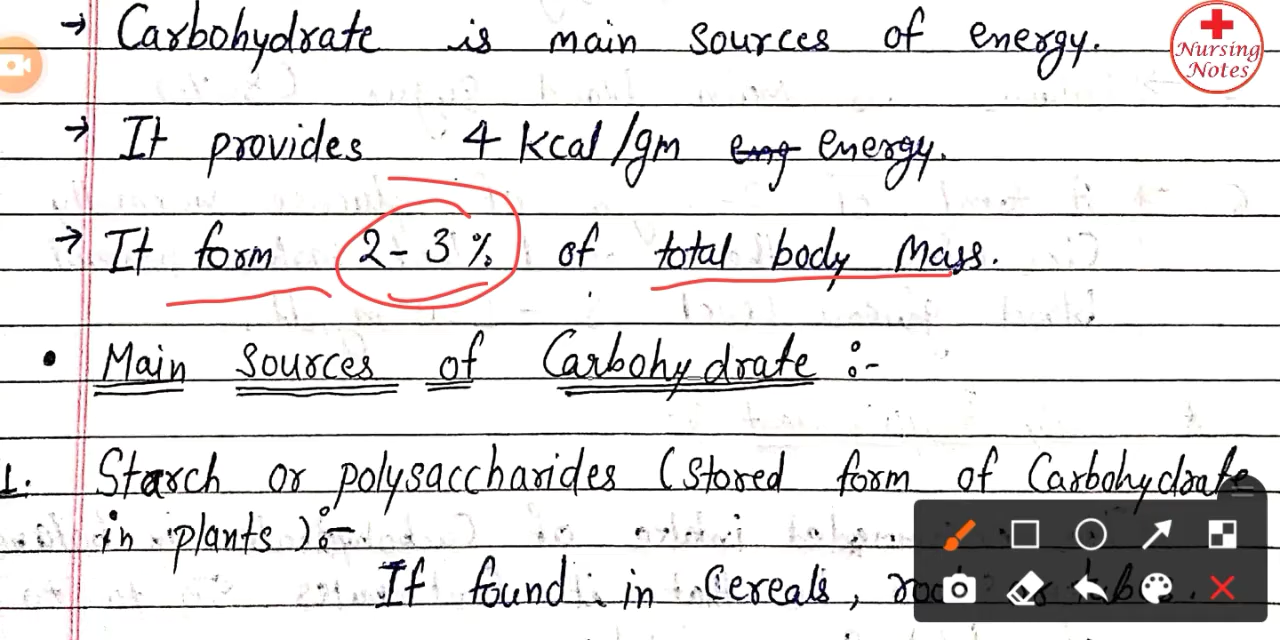 → Carbohydrate is main sources of energy.
Nursing
Notes
→ It provides 4 kcal/gm eng energy.
→ It form 2-3% of total body Mass.
• Main Sources of Carbohydrate :-
1. Starch or polysaccharides (Stored form of Carbohydrate
in plants) :-
If found in Cereals,